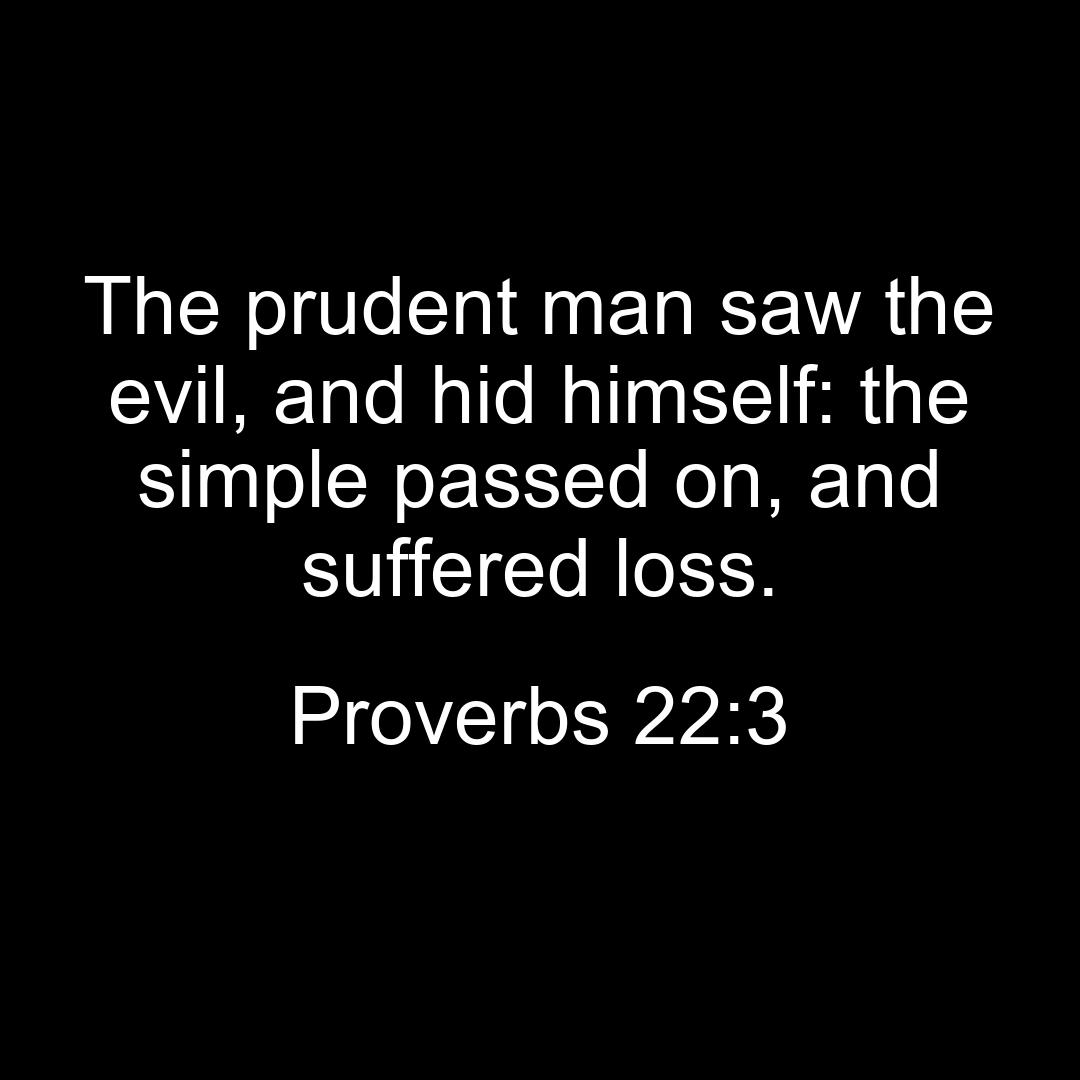 The prudent man saw the
evil, and hid himself: the
simple passed on, and
suffered loss.
Proverbs 22:3